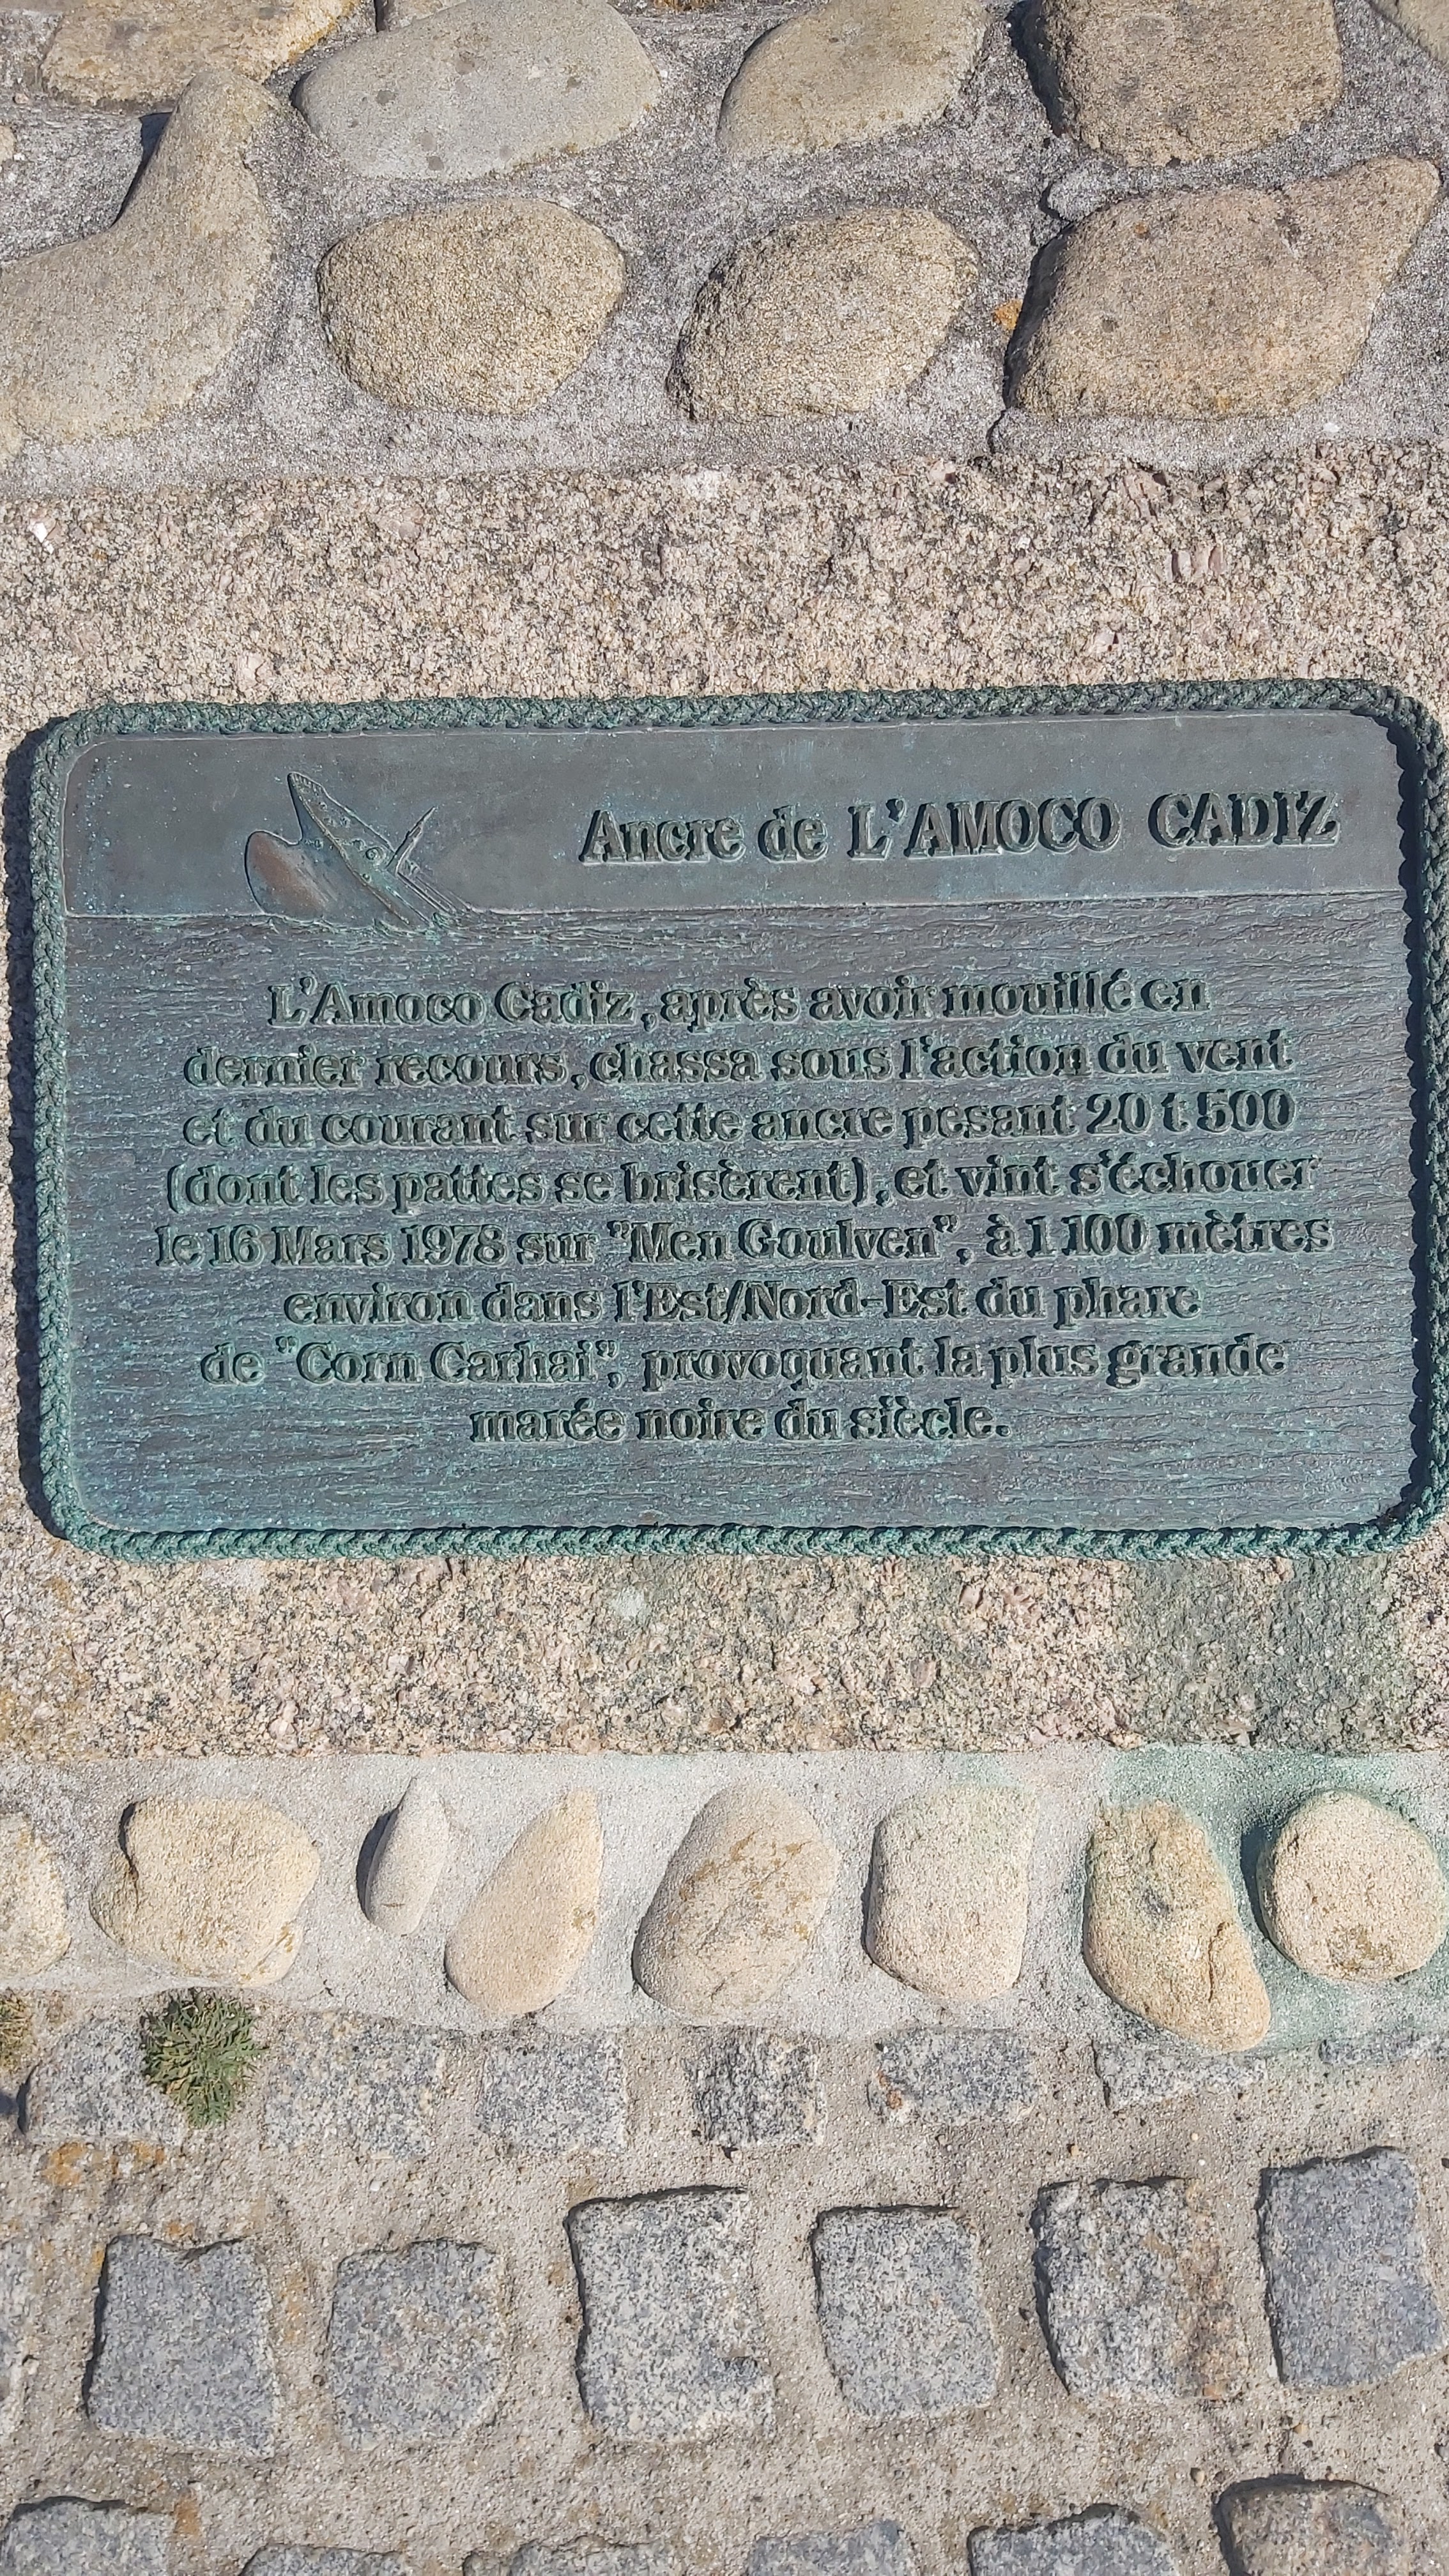 Ancre de L'AMOCO CADIZ
L'Amoco Cadiz, après avoir mouillé en
dernier recours, chassa sous l'action du vent
et du courant sur cette ancre pesant 20 t 500
(dont les pattes se brisèrent), et vint s'échouer
le 16 Mars 1978 sur "Men Goulven", à 1 100 mètres
environ dans l'Est/Nord-Est du phare
de "Corn Carhai", provoquant la plus grande
marée noire du siècle.